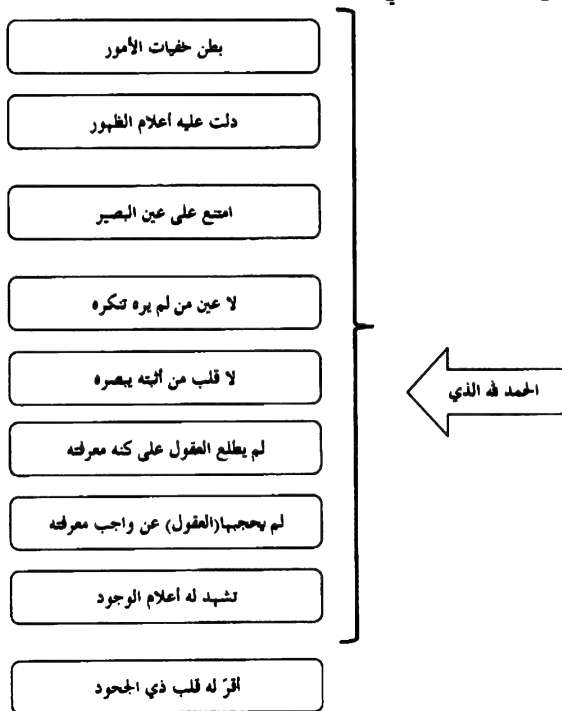 الحمد لله الذي
بطن خفيات الأمور
دلت عليه أعلام الظهور
امتنع على عين البصير
لا عين من لم يره تنكره
لا قلب من أثبته يبصره
لم يطلع العقول على كنه معرفته
لم يحجبها(العقول) عن واجب معرفته
تشهد له أعلام الوجود
أقرّ له قلب ذي الجحود